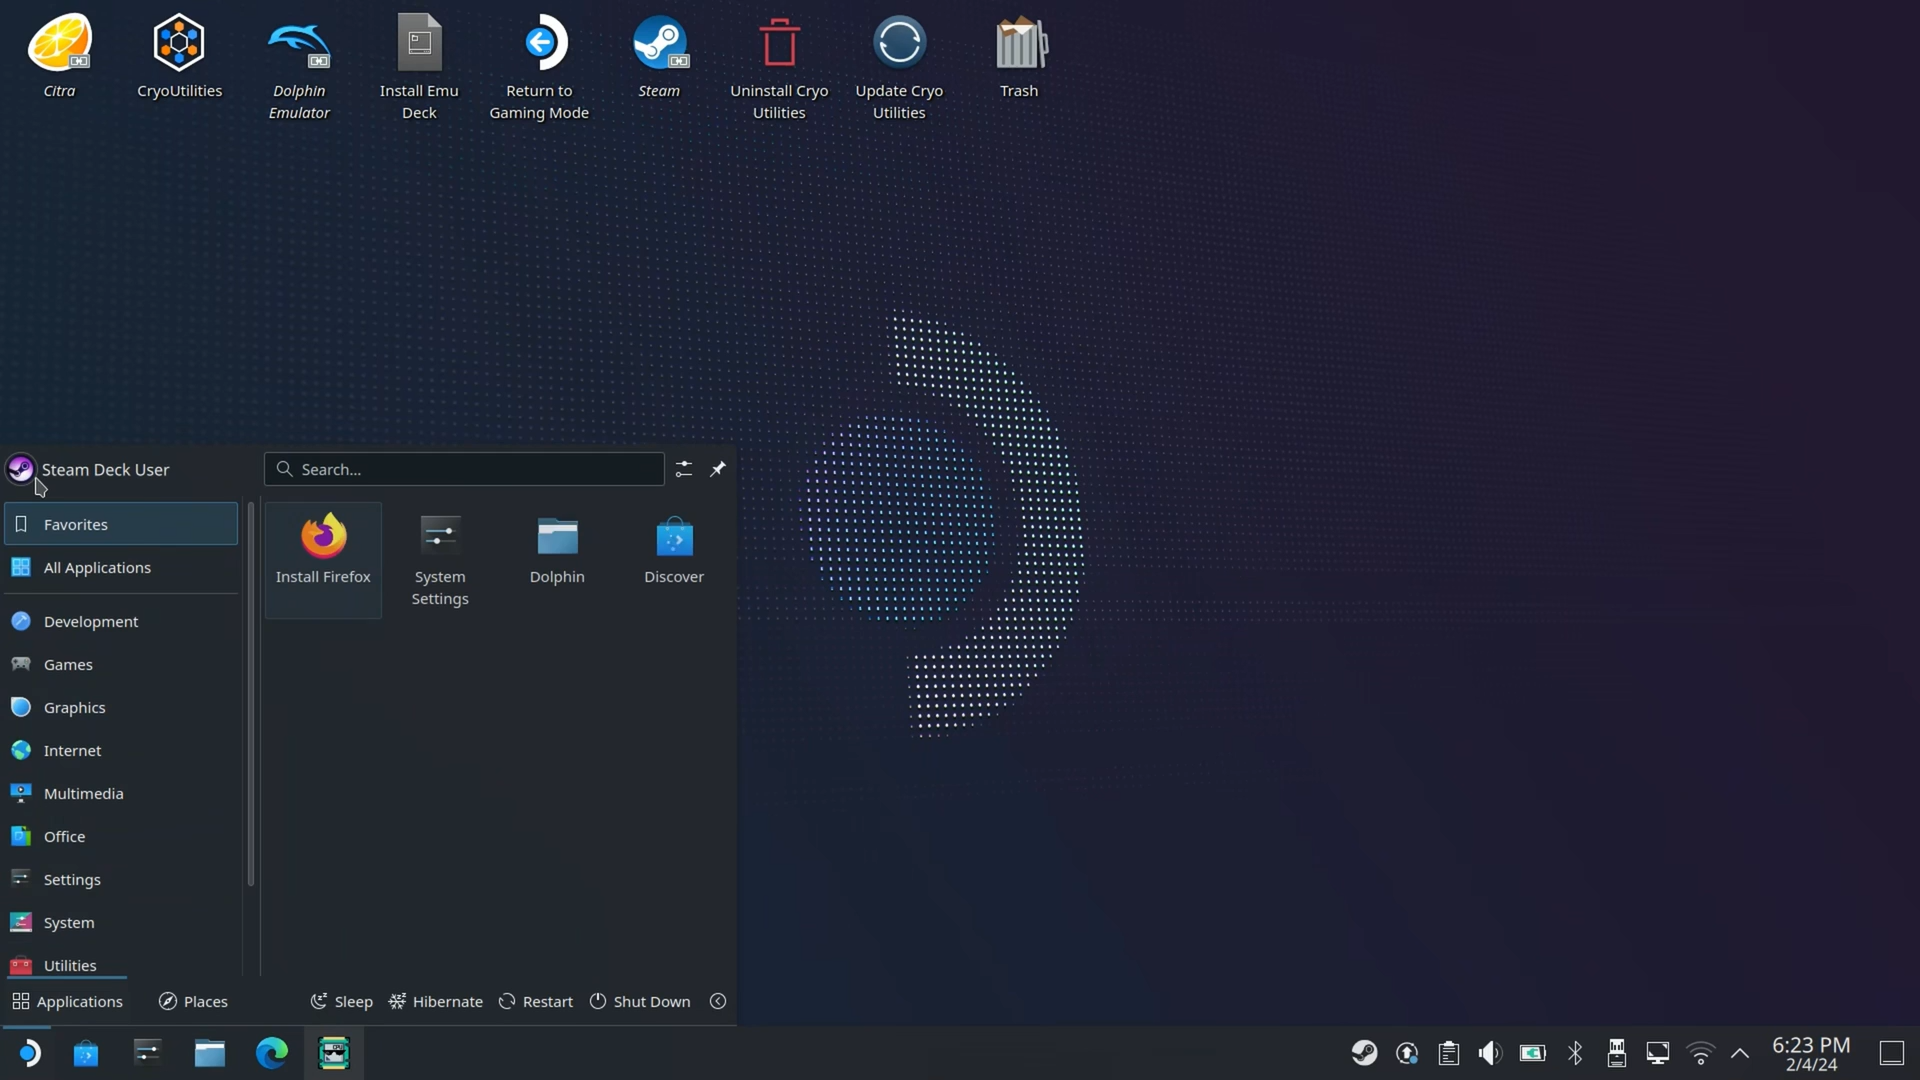 Citra
CryoUtilities
Dolphin
Emulator
Install Emu
Deck
Return to
Gaming Mode
Steam
Uninstall Cryo
Utilities
Update Cryo
Utilities
Trash
Steam Deck User
Search...
Favorites
All Applications
Development
Games
Graphics
Internet
Multimedia
Office
Settings
System
Utilities
Install Firefox
System
Settings
Dolphin
Discover
Applications
Places
Sleep
Hibernate
Restart
Shut Down
6:23 PM
2/4/24